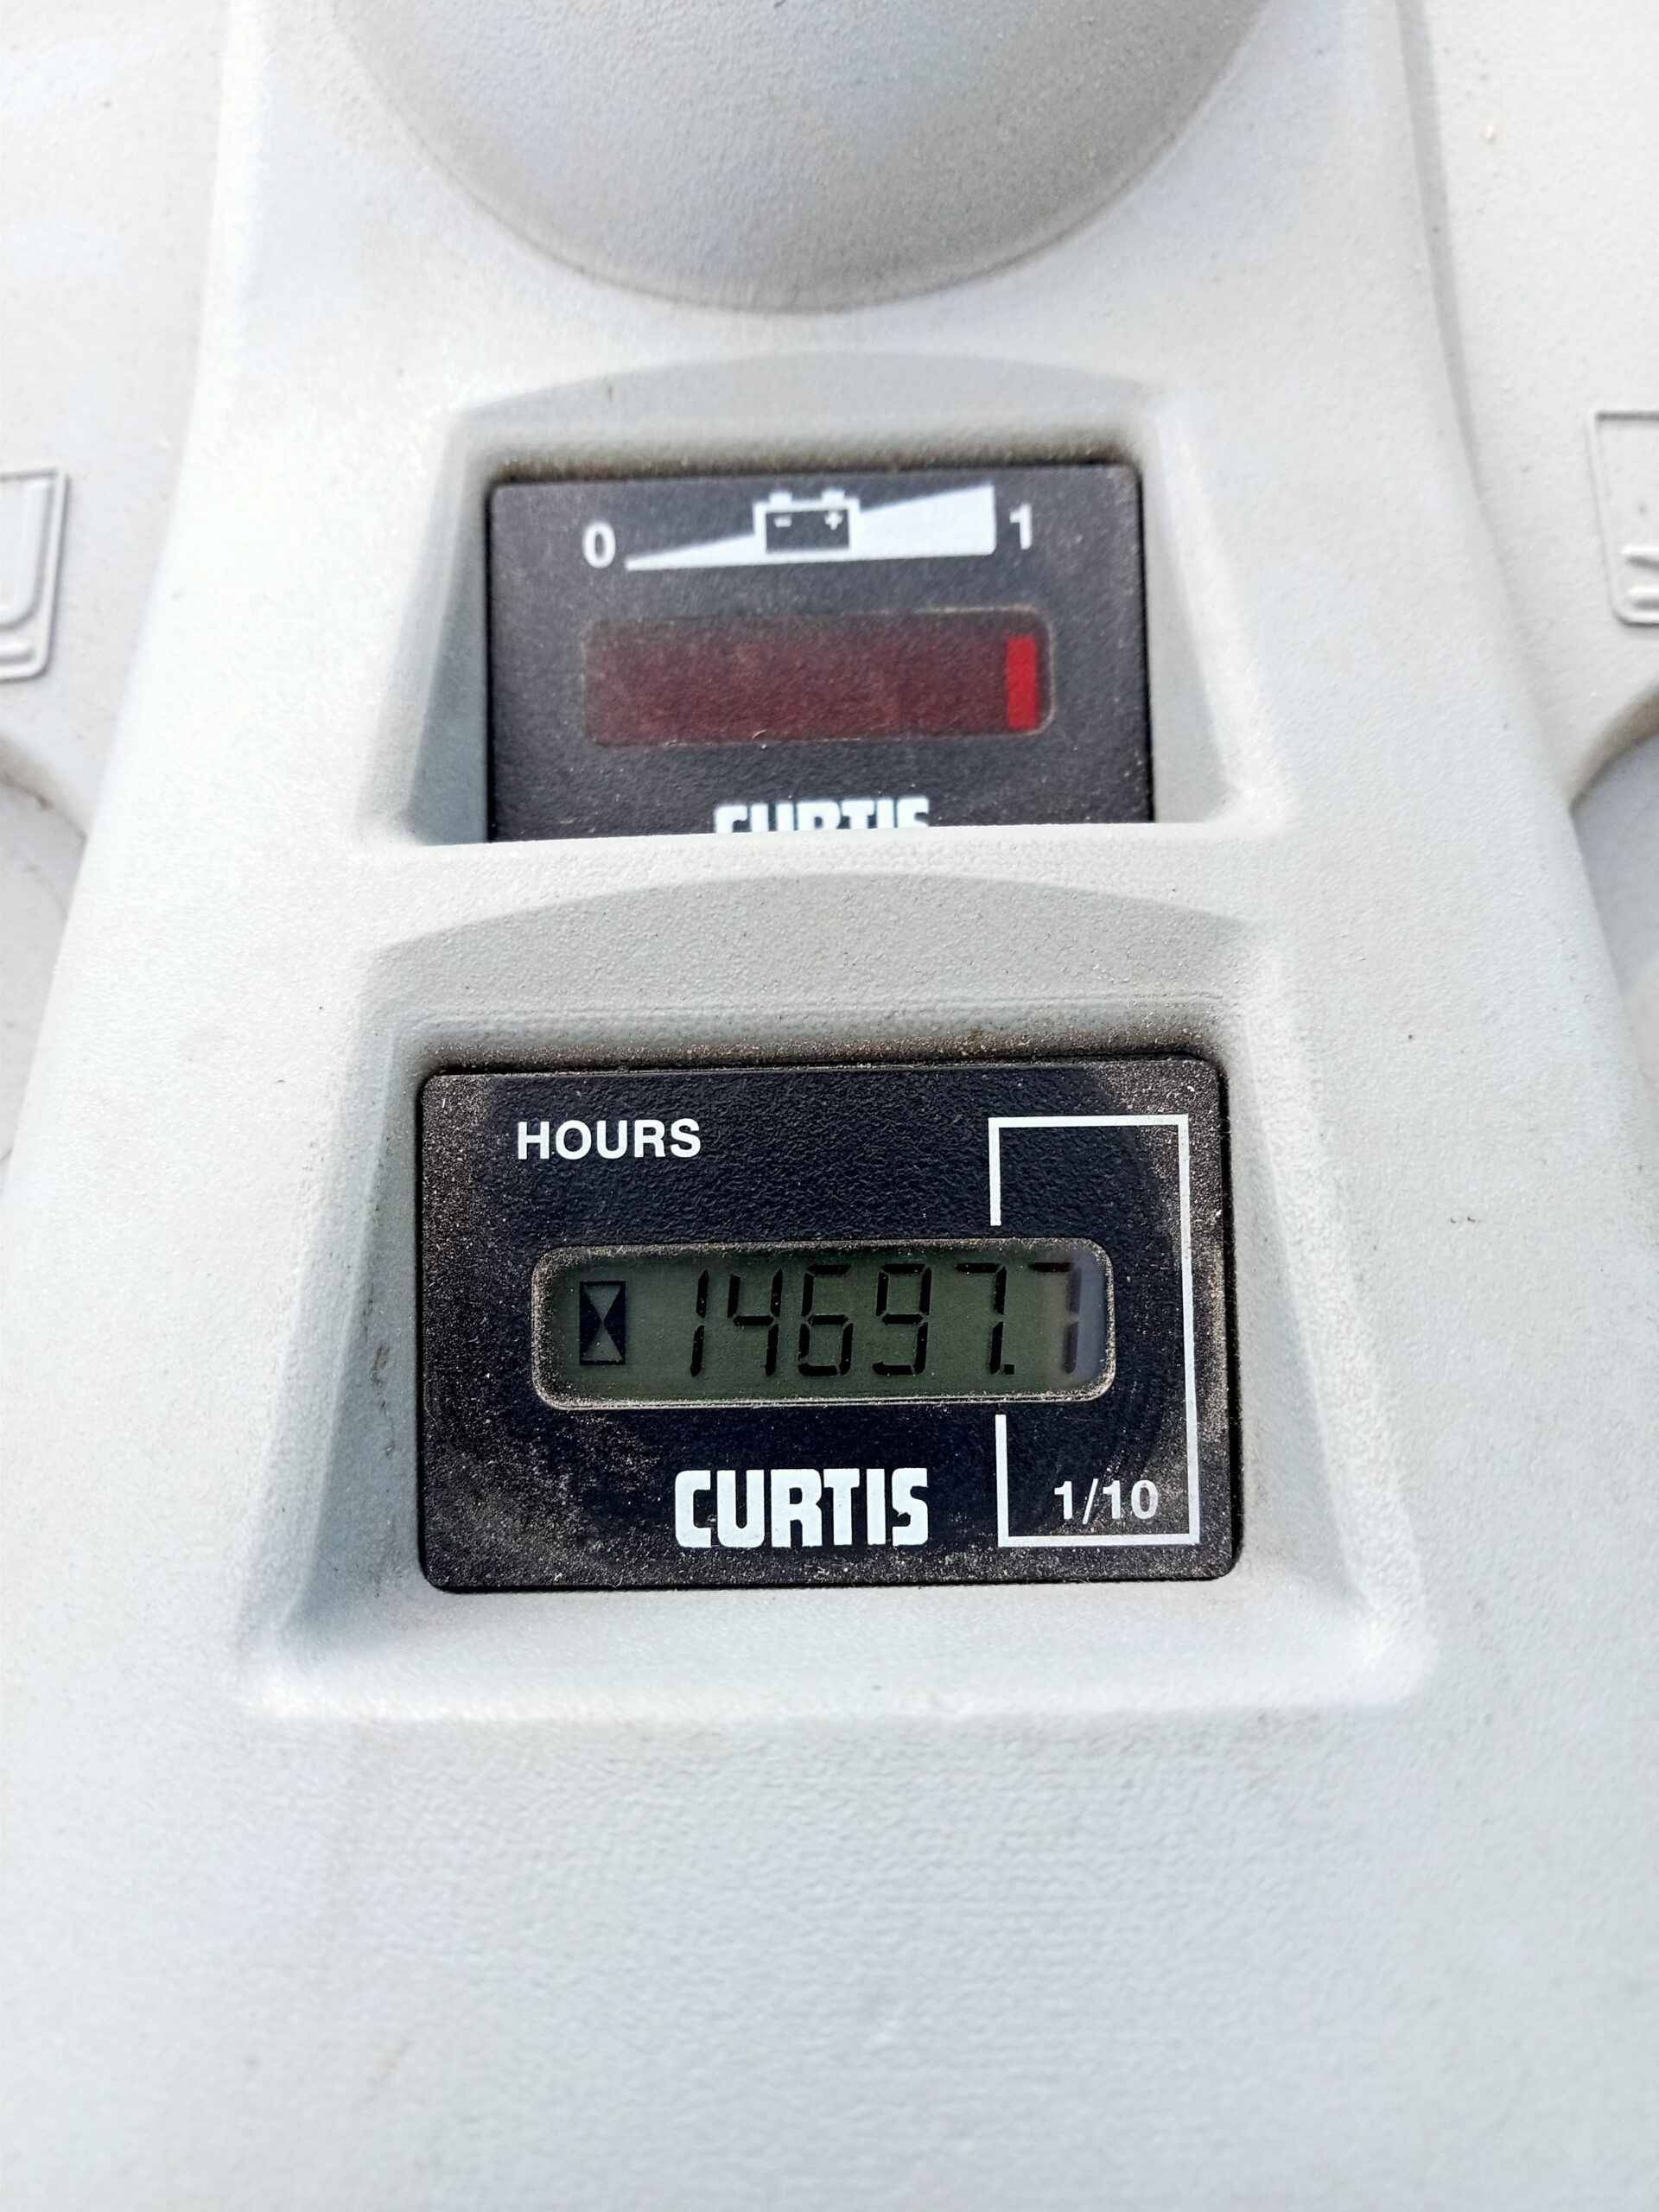 0 - + 1
CURTIS
HOURS
14697.7
CURTIS
1/10